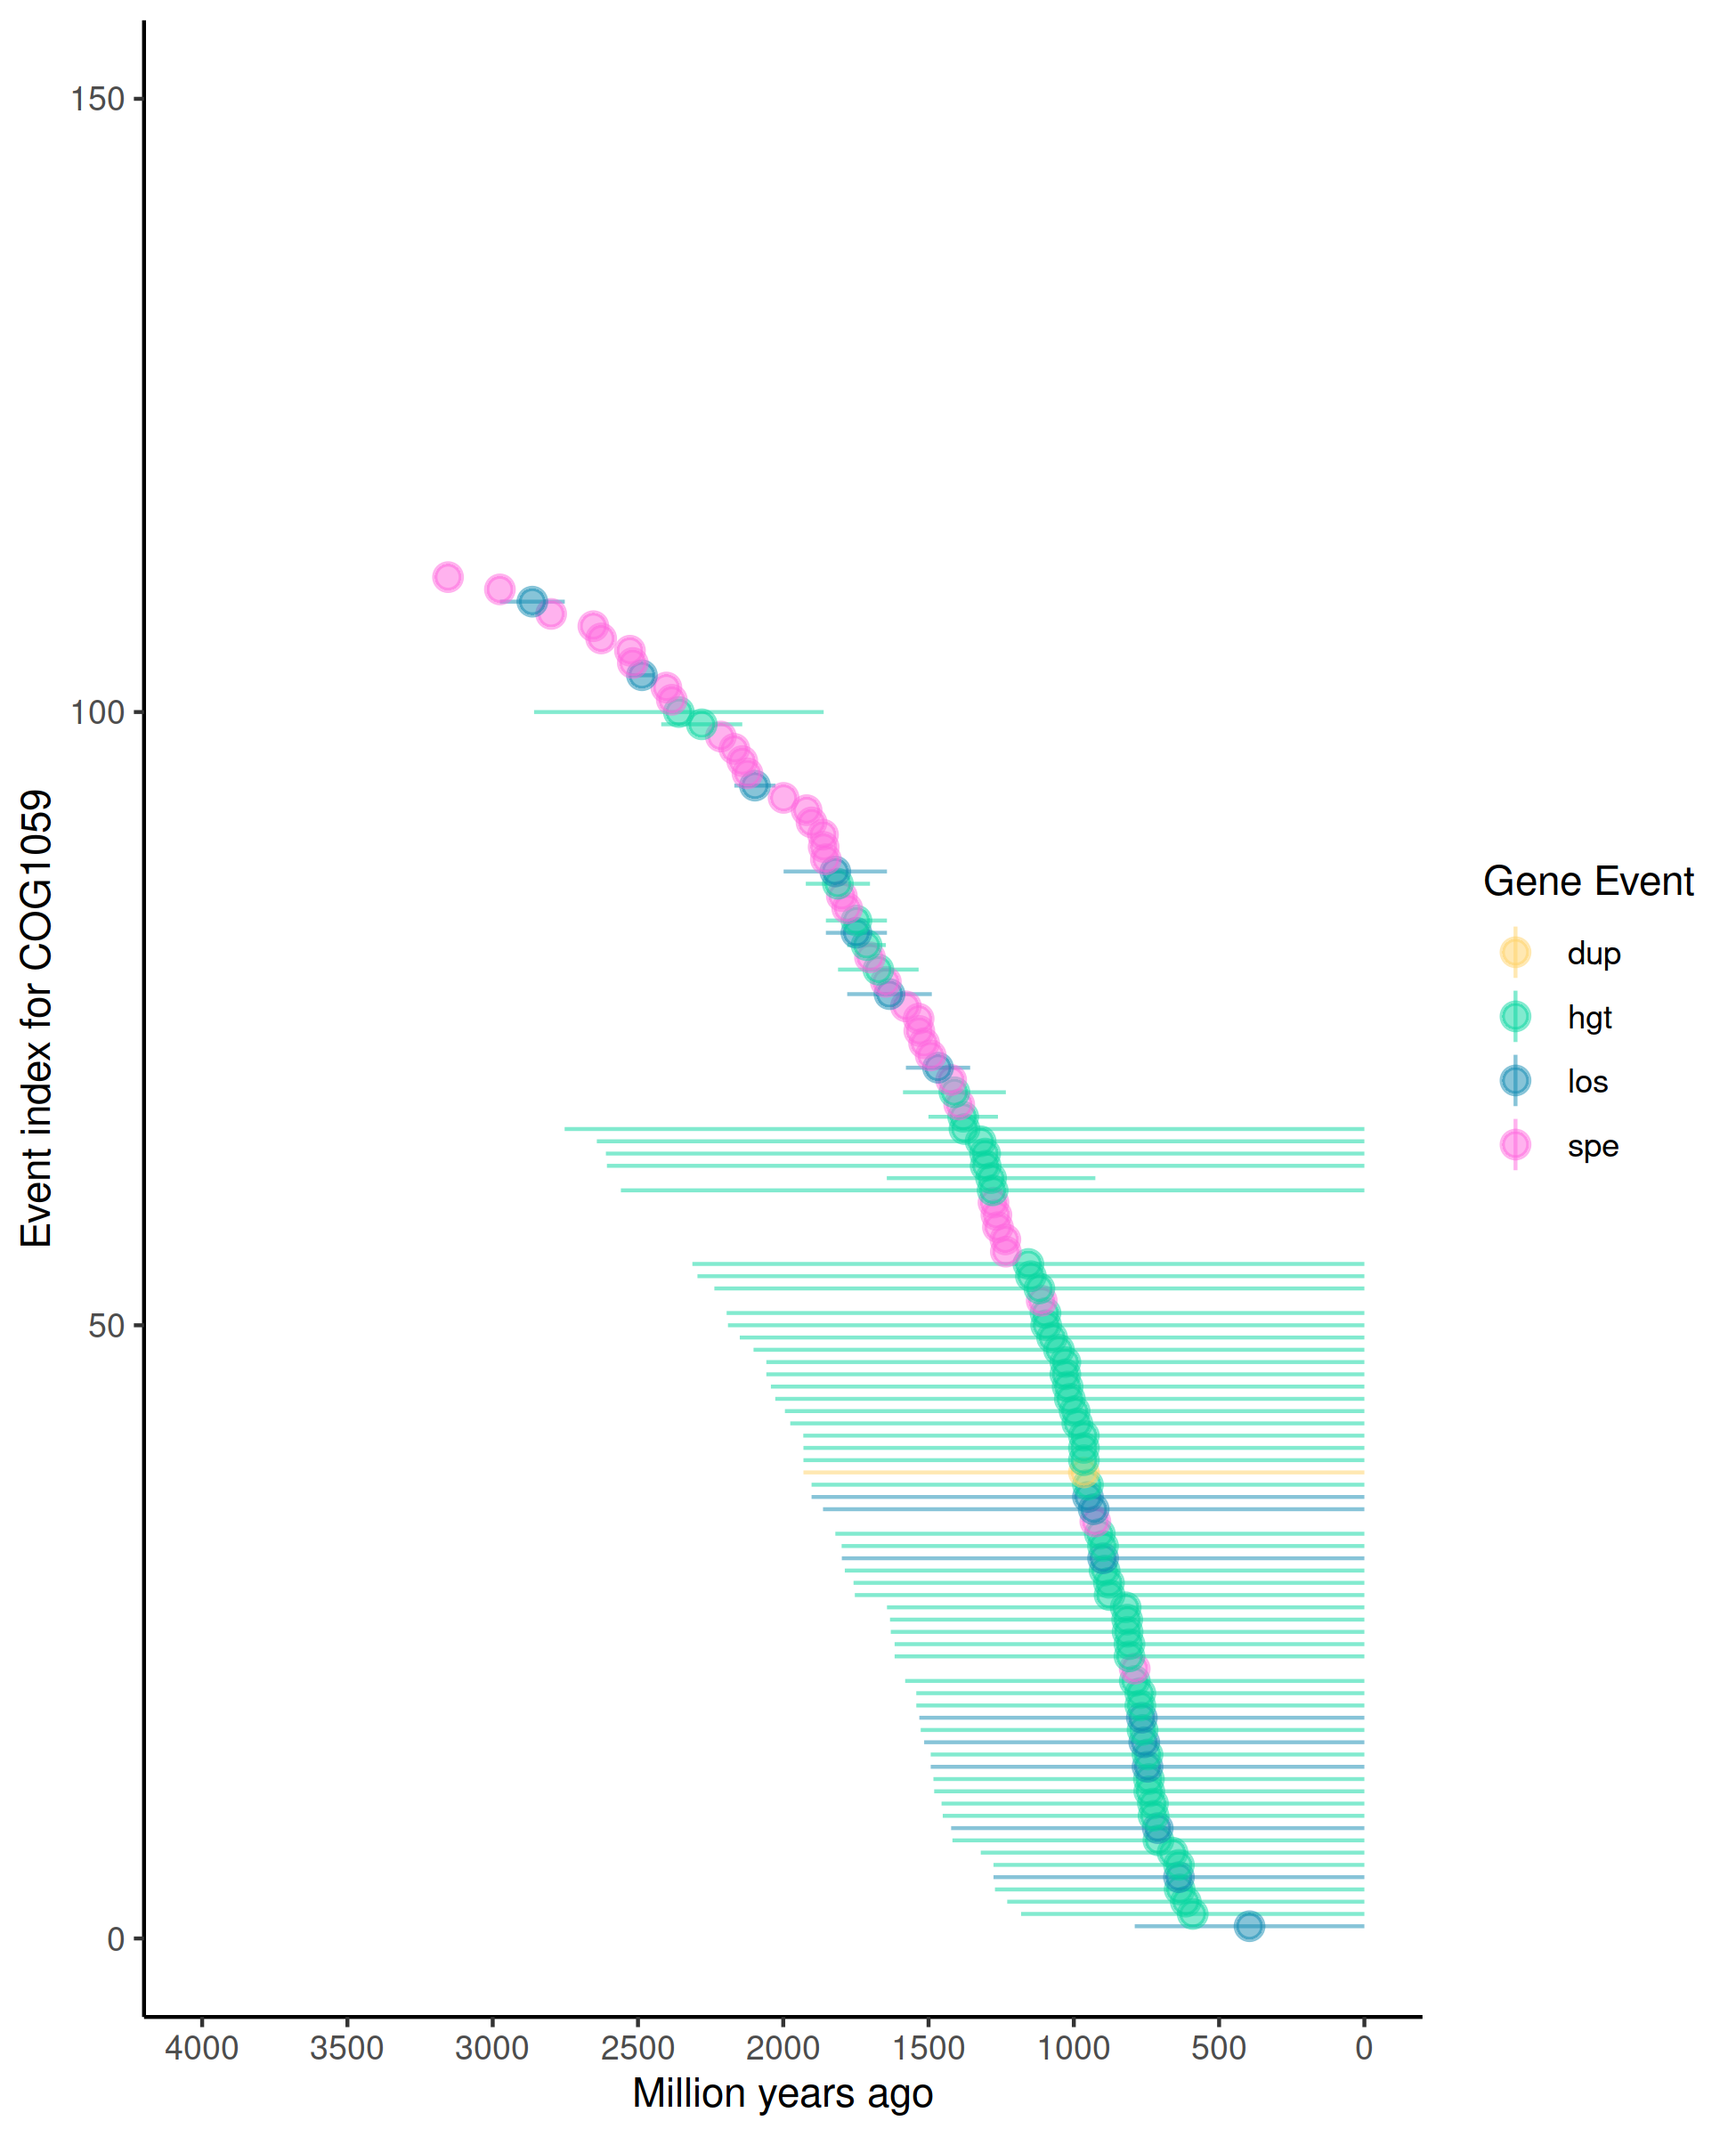 150
100
50
0
Event index for COG1059
4000 3500 3000 2500 2000 1500 1000 500 0
Million years ago
Gene Event
dup
hgt
los
spe